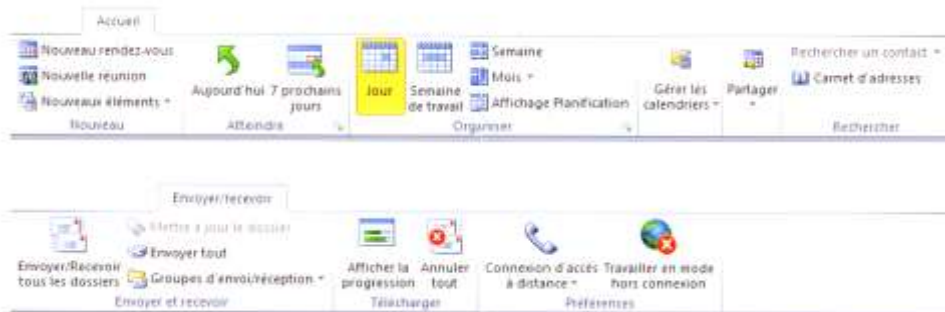 Accueil
Nouveau rendez-vous
Nouvelle réunion
Nouveaux éléments
Nouveau
Aujourd'hui
7 prochains
jours
Atteindre
Jour
Semaine
de travail
Semaine
Mois
Affichage Planification
Organiser
Gérer les
calendriers
Partager
Rechercher un contact
Carnet d'adresses
Rechercher
Envoyer/recevoir
Envoyer/Recevoir
tous les dossiers
Mettre à jour le dossier
Envoyer tout
Groupes d'envoi/réception
Envoyer et recevoir
Afficher la
progression
Annuler
tout
Télécharger
Connexion d'accès
à distance
Travailler en mode
hors connexion
Préférences